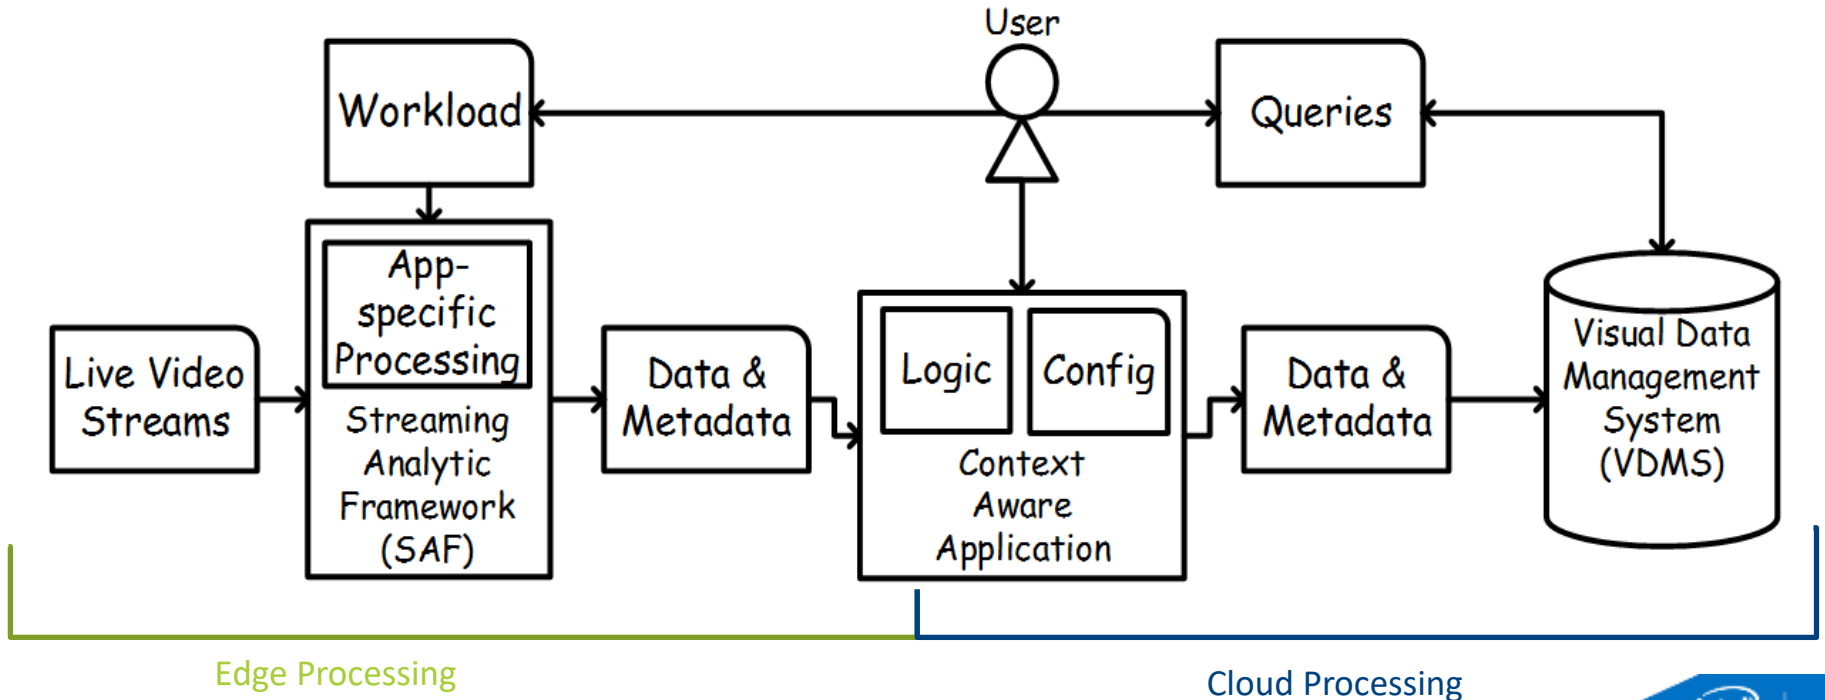 User
Workload
Queries
App-
specific
Processing
Live Video
Streams
Streaming
Analytic
Framework
(SAF)
Data &
Metadata
Logic
Config
Context
Aware
Application
Data &
Metadata
Visual Data
Management
System
(VDMS)
Edge Processing
Cloud Processing